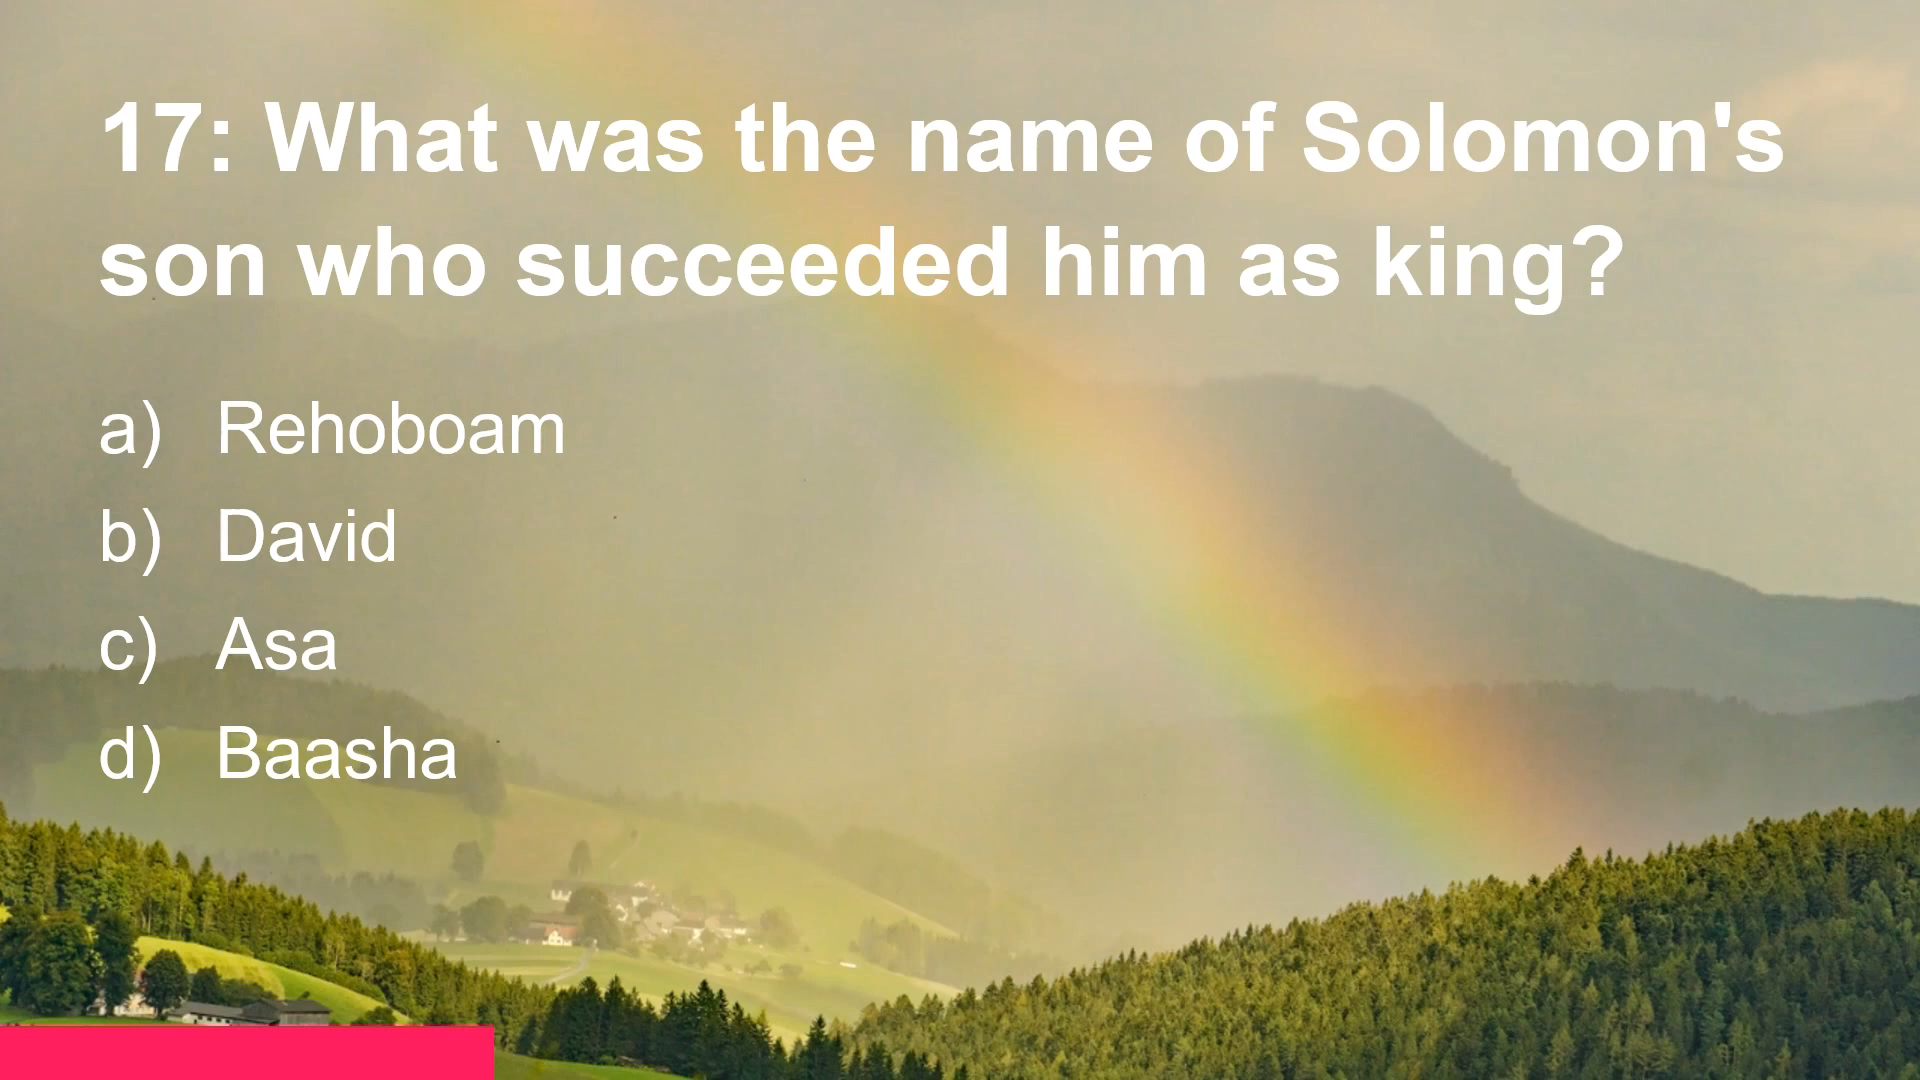 17: What was the name of Solomon's
son who succeeded him as king?
a) Rehoboam
b) David
c) Asa
d) Baasha